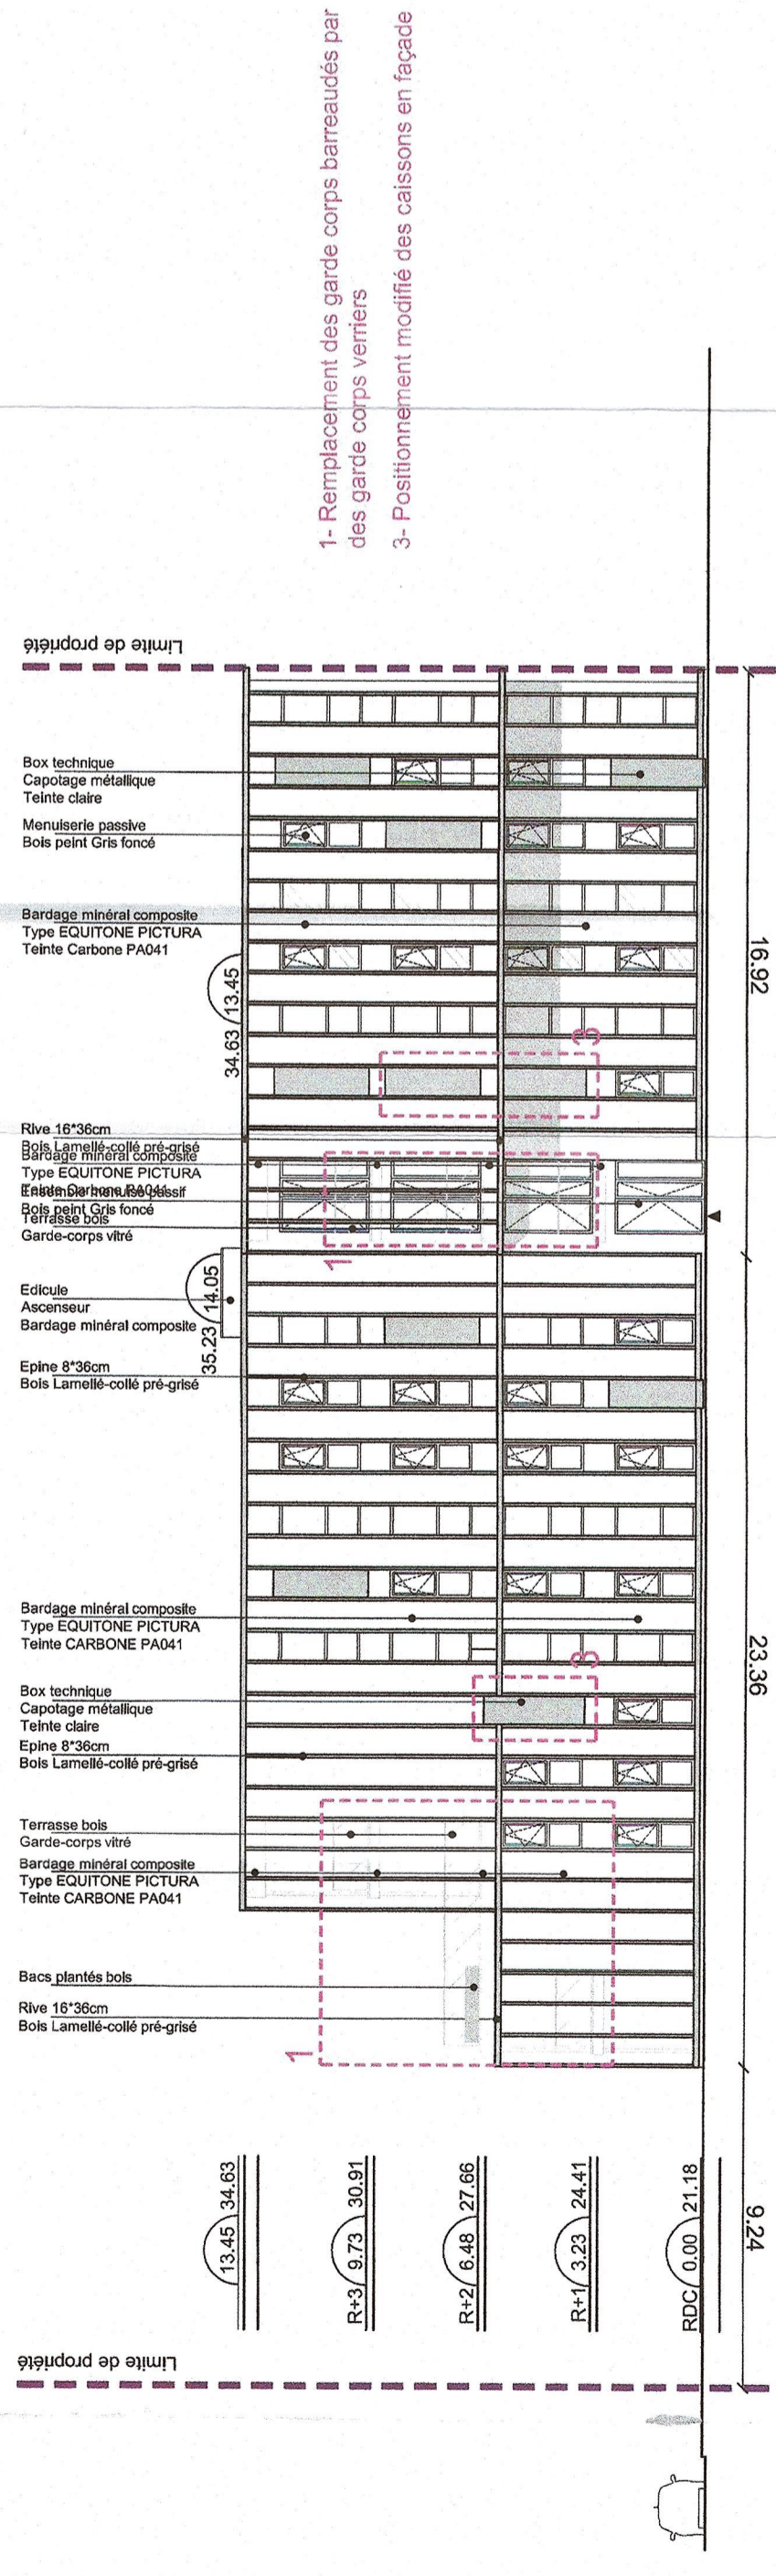 1- Remplacement des garde corps barreaudés par
des garde corps verriers
3- Positionnement modifié des caissons en façade
Limite de propriété
Box technique
Capotage métallique
Teinte claire
Menuiserie passive
Bois peint Gris foncé
Bardage minéral composite
Type EQUITONE PICTURA
Teinte Carbone PA041
34.63 13.45
16.92
3
Rive 16*36cm
Bois Lamellé-collé pré-grisé
Bardage minéral composite
Type EQUITONE PICTURA
Bois peint Gris foncé
Terrasse bois
Garde-corps vitré
1
Edicule
Ascenseur
Bardage minéral composite
35.23 14.05
Epine 8*36cm
Bois Lamellé-collé pré-grisé
Bardage minéral composite
Type EQUITONE PICTURA
Teinte CARBONE PA041
23.36
3
Box technique
Capotage métallique
Teinte claire
Epine 8*36cm
Bois Lamellé-collé pré-grisé
Terrasse bois
Garde-corps vitré
Bardage minéral composite
Type EQUITONE PICTURA
Teinte CARBONE PA041
Bacs plantés bois
Rive 16*36cm
Bois Lamellé-collé pré-grisé
1
13.45 34.63
R+3 9.73 30.91
R+2 6.48 27.66
R+1 3.23 24.41
RDC 0.00 21.18
9.24
Limite de propriété